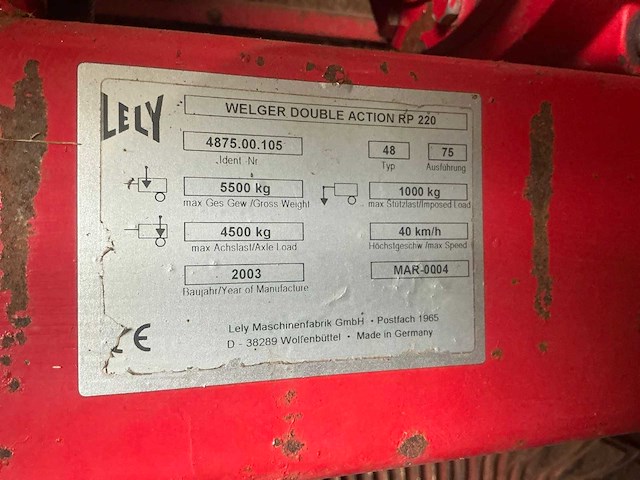 LELY
WELGER DOUBLE ACTION RP 220
4875.00.105 48 75
Ident Nr Typ Ausführung
5500 kg 1000 kg
max Ges Gew /Gross Weight max Stützlast/Imposed Load
4500 kg 40 km/h
max Achslast/Axle Load Höchstgeschw /max Speed
2003 MAR-0004
Baujahr/Year of Manufacture
CE
Lely Maschinenfabrik GmbH • Postfach 1965
D - 38289 Wolfenbüttel • Made in Germany